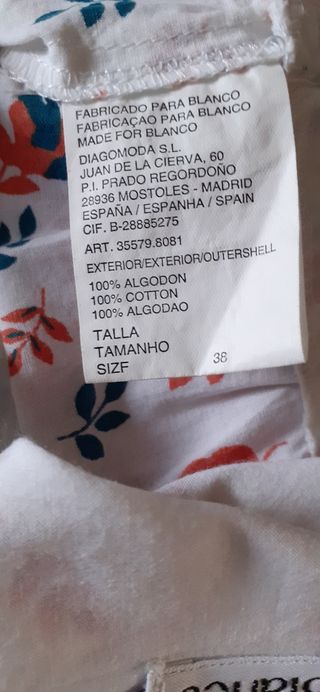 FABRICADO PARA BLANCO
FABRICAÇAO PARA BLANCO
MADE FOR BLANCO
DIAGOMODA S.L.
JUAN DE LA CIERVA, 60
P.I. PRADO REGORDOÑO
28936 MOSTOLES - MADRID
ESPAÑA / ESPANHA / SPAIN
CIF. B-28885275
ART. 35579.8081
EXTERIOR/EXTERIOR/OUTERSHELL
100% ALGODON
100% COTTON
100% ALGODAO
TALLA
TAMANHO
SIZE 38